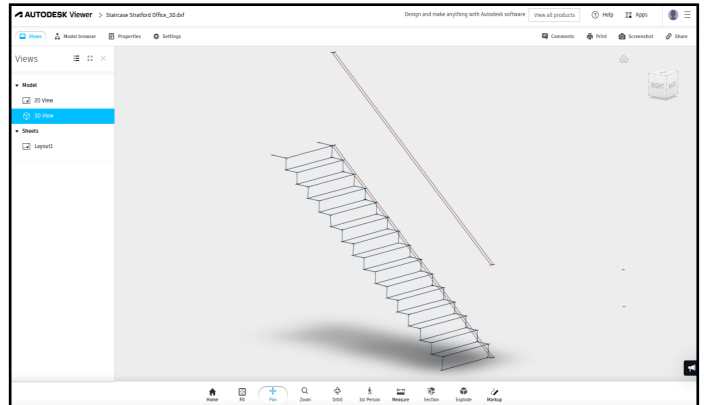 AUTODESK Viewer > Staircase Stratford Office_3D.dxf
Design and make anything with Autodesk software View all products Help Apps
Views Model browser Properties Settings
Comments Print Screenshot Share
Views
Model
2D View
3D View
Sheets
Layout1
RIGHT
Home Fit Pan Zoom Orbit 1st Person Measure Section Explode Markup